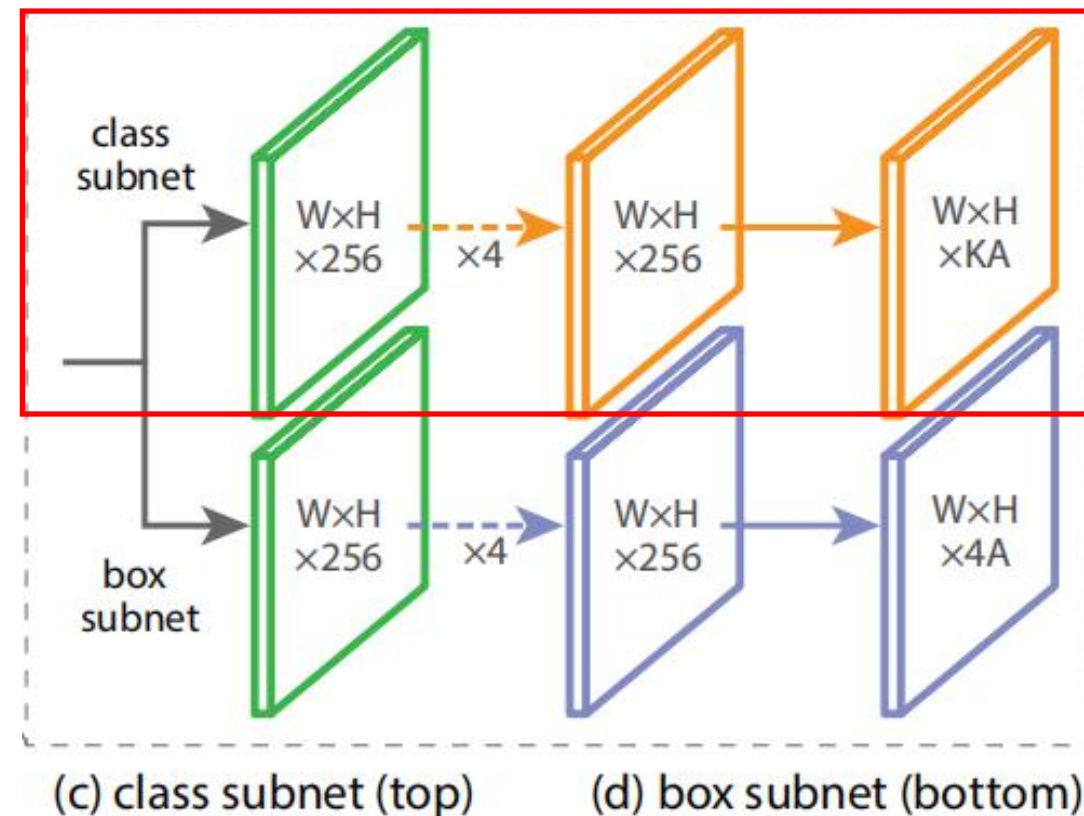 class
subnet
W×H
×256
×4
W×H
×256
W×H
×KA
box
subnet
W×H
×256
×4
W×H
×256
W×H
×4A
(c) class subnet (top)
(d) box subnet (bottom)